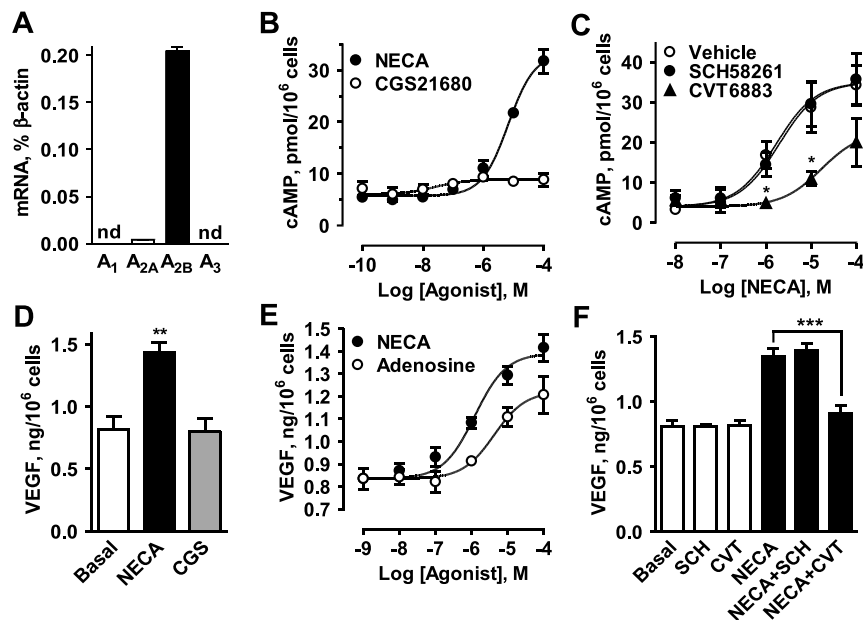 A
mRNA, % β-actin
0.20
0.15
0.10
0.05
0.00
nd
nd
A1 A2A A2B A3
B
cAMP, pmol/10⁶ cells
NECA
CGS21680
30
20
10
0
-10 -8 -6 -4
Log [Agonist], M
C
cAMP, pmol/10⁶ cells
Vehicle
SCH58261
CVT6883
40
30
20
10
0
*
*
-8 -7 -6 -5 -4
Log [NECA], M
D
VEGF, ng/10⁶ cells
1.5
1.0
0.5
0.0
**
Basal
NECA
CGS
E
VEGF, ng/10⁶ cells
NECA
Adenosine
1.5
1.4
1.3
1.2
1.1
1.0
0.9
0.8
0.7
-9 -8 -7 -6 -5 -4
Log [Agonist], M
F
VEGF, ng/10⁶ cells
1.5
1.0
0.5
0.0
***
Basal
SCH
CVT
NECA
NECA+SCH
NECA+CVT